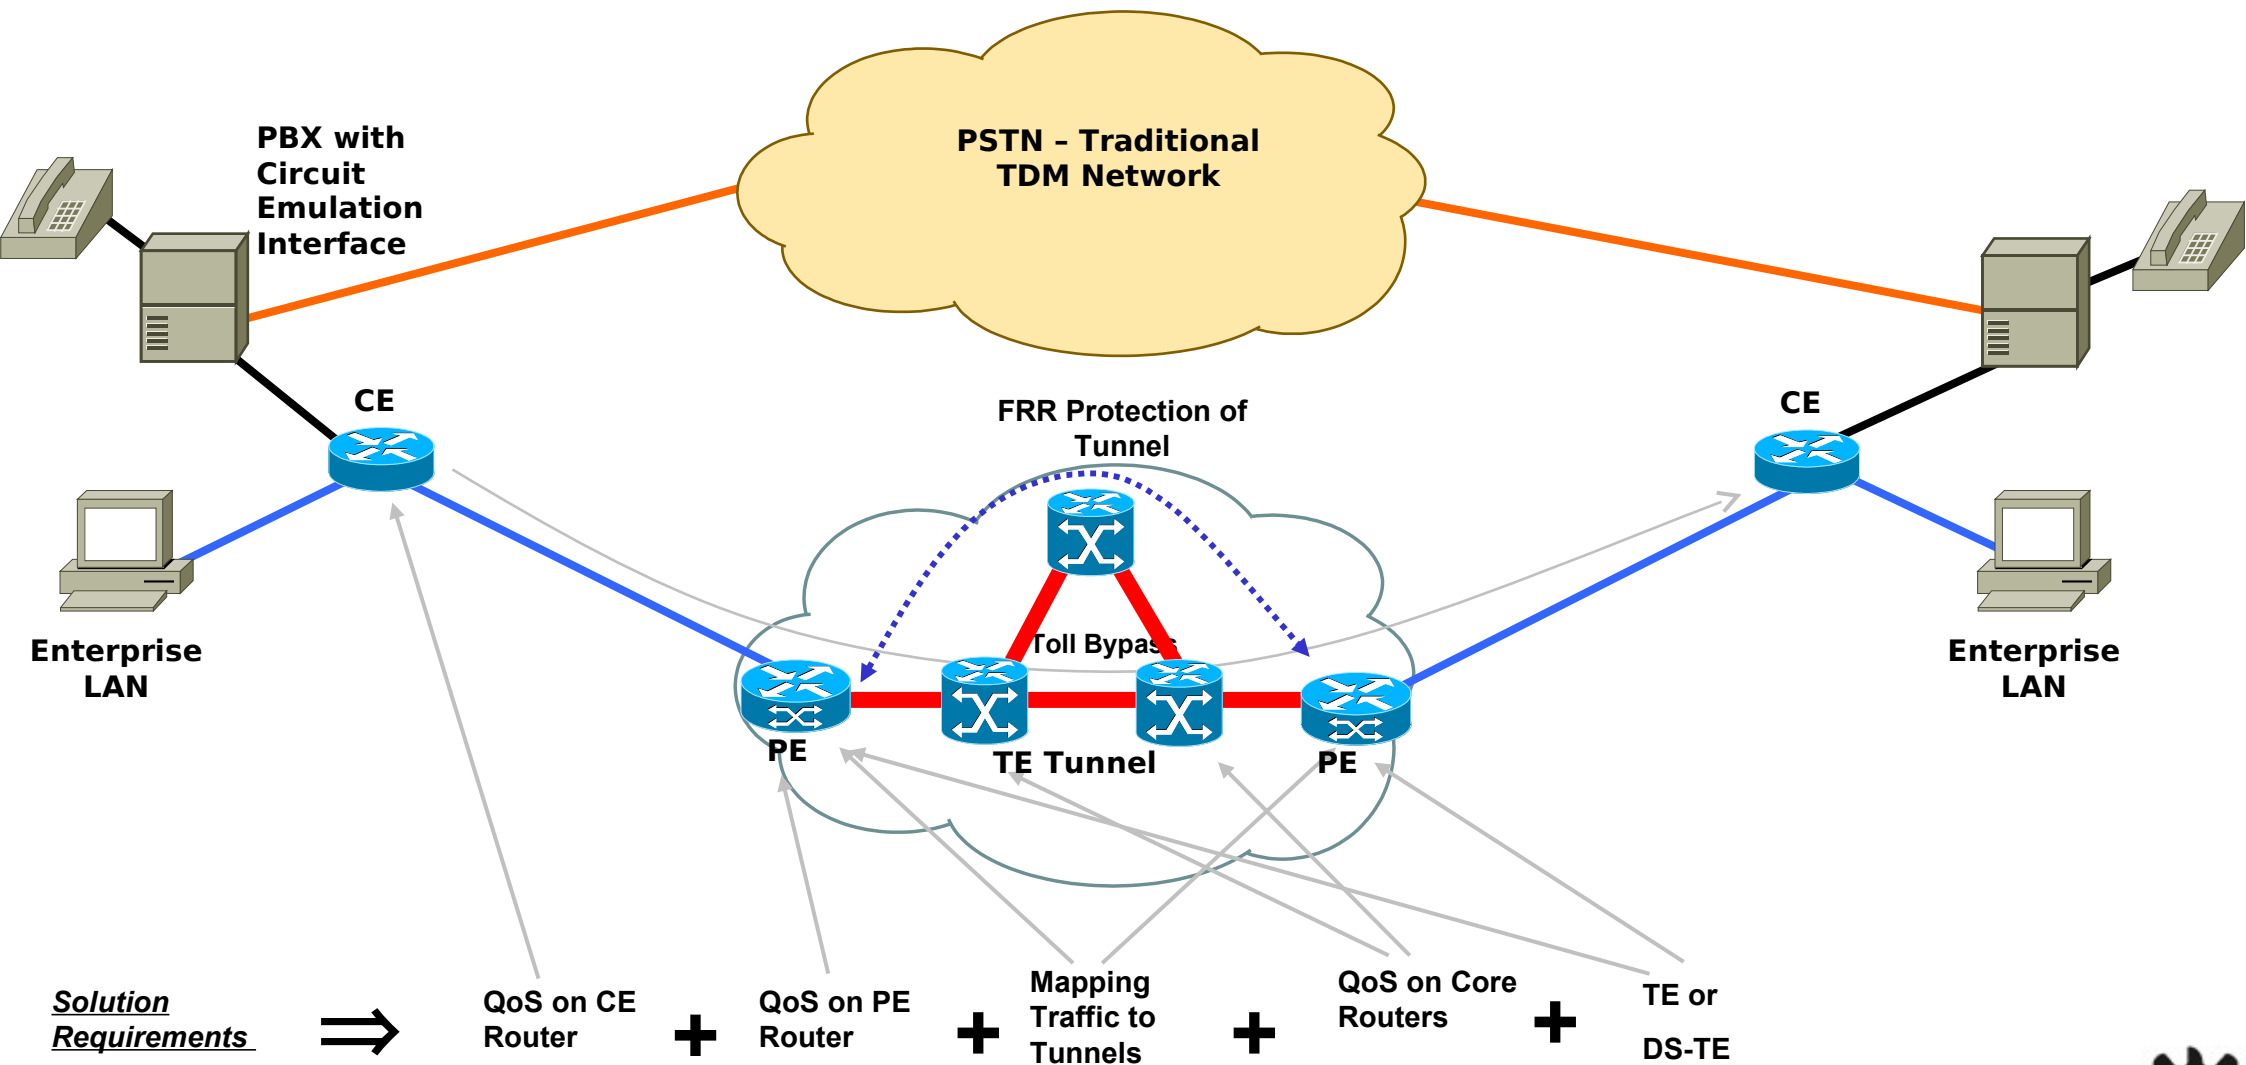 PBX with
Circuit
Emulation
Interface
PSTN – Traditional
TDM Network
CE
FRR Protection of
Tunnel
CE
Toll Bypass
Enterprise
LAN
Enterprise
LAN
PE
TE Tunnel
PE
Solution
Requirements
⇒
QoS on CE
Router
+
QoS on PE
Router
+
Mapping
Traffic to
Tunnels
+
QoS on Core
Routers
+
TE or
DS-TE